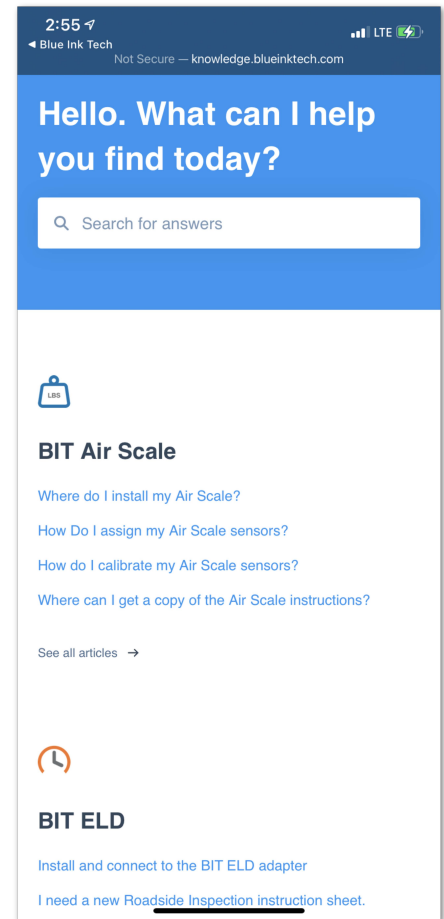 2:55
LTE
◀ Blue Ink Tech
Not Secure — knowledge.blueinktech.com
Hello. What can I help
you find today?
Search for answers
LBS
BIT Air Scale
Where do I install my Air Scale?
How Do I assign my Air Scale sensors?
How do I calibrate my Air Scale sensors?
Where can I get a copy of the Air Scale instructions?
See all articles →
BIT ELD
Install and connect to the BIT ELD adapter
I need a new Roadside Inspection instruction sheet.